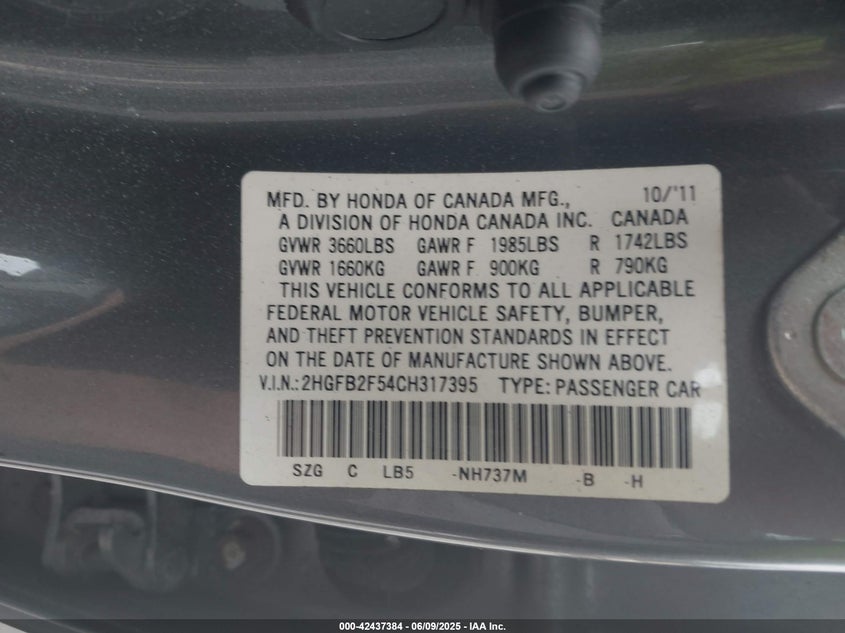 MFD. BY HONDA OF CANADA MFG., 10/'11
A DIVISION OF HONDA CANADA INC. CANADA
GVWR 3660LBS GAWR F 1985LBS R 1742LBS
GVWR 1660KG GAWR F 900KG R 790KG
THIS VEHICLE CONFORMS TO ALL APPLICABLE
FEDERAL MOTOR VEHICLE SAFETY, BUMPER,
AND THEFT PREVENTION STANDARDS IN EFFECT
ON THE DATE OF MANUFACTURE SHOWN ABOVE.
V.I.N.: 2HGFB2F54CH317395 TYPE: PASSENGER CAR
SZG C LB5 -NH737M -B -H
000-42437384 - 06/09/2025 - IAA Inc.